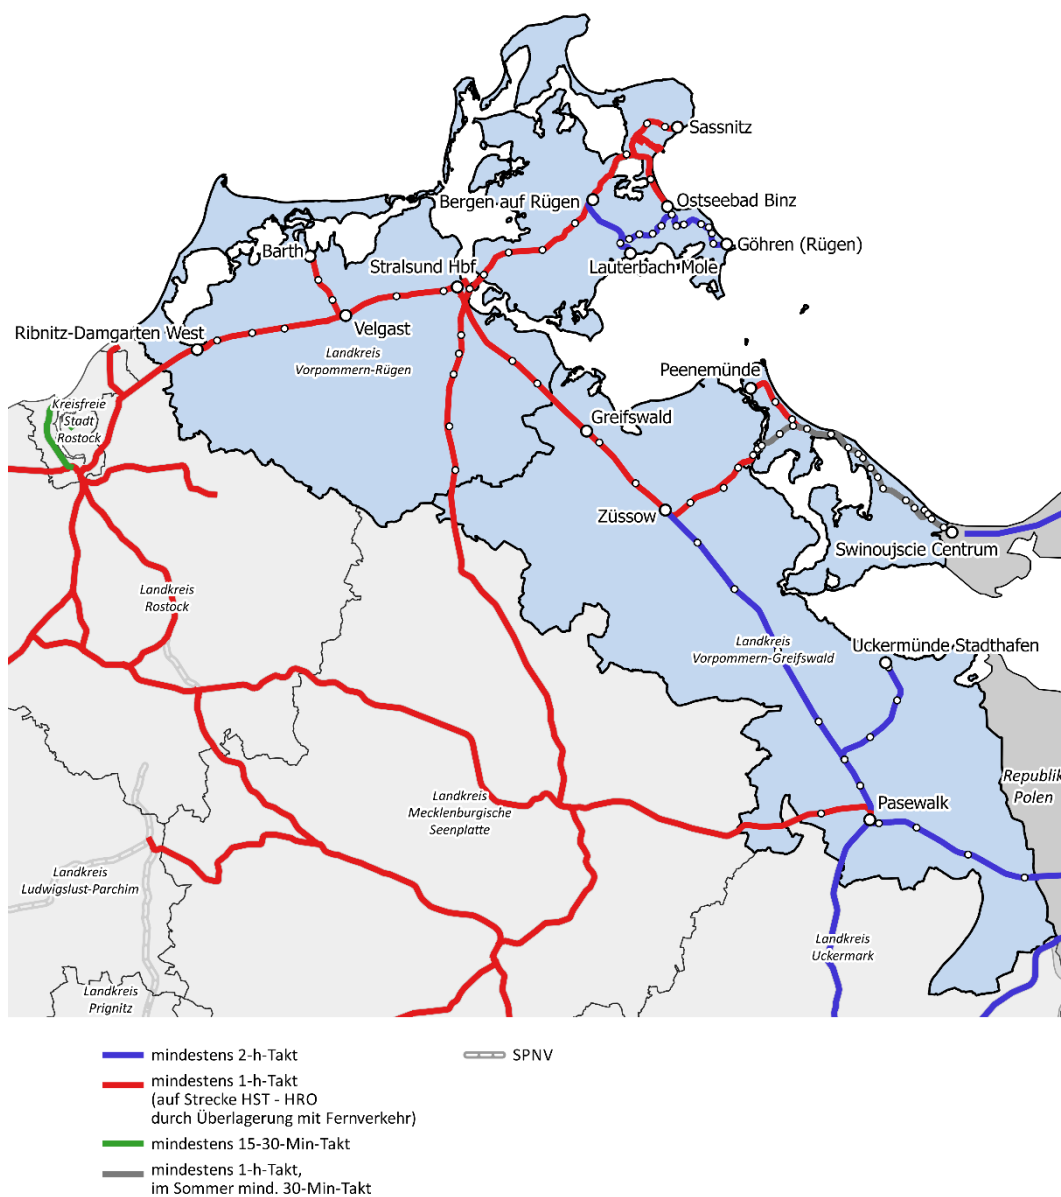 Sassnitz
Bergen auf Rügen
Ostseebad Binz
Göhren (Rügen)
Barth
Stralsund Hbf
Lauterbach Mole
Ribnitz-Damgarten West
Velgast
Landkreis
Vorpommern-Rügen
Peenemünde
Kreisfreie
Stadt
Rostock
Greifswald
Züssow
Swinoujscie Centrum
Landkreis
Rostock
Landkreis
Vorpommern-Greifswald
Uckermünde Stadthafen
Republik
Polen
Landkreis
Mecklenburgische
Seenplatte
Pasewalk
Landkreis
Ludwigslust-Parchim
Landkreis
Uckermark
Landkreis
Prignitz
mindestens 2-h-Takt
SPNV
mindestens 1-h-Takt
(auf Strecke HST - HRO
durch Überlagerung mit Fernverkehr)
mindestens 15-30-Min-Takt
mindestens 1-h-Takt,
im Sommer mind. 30-Min-Takt